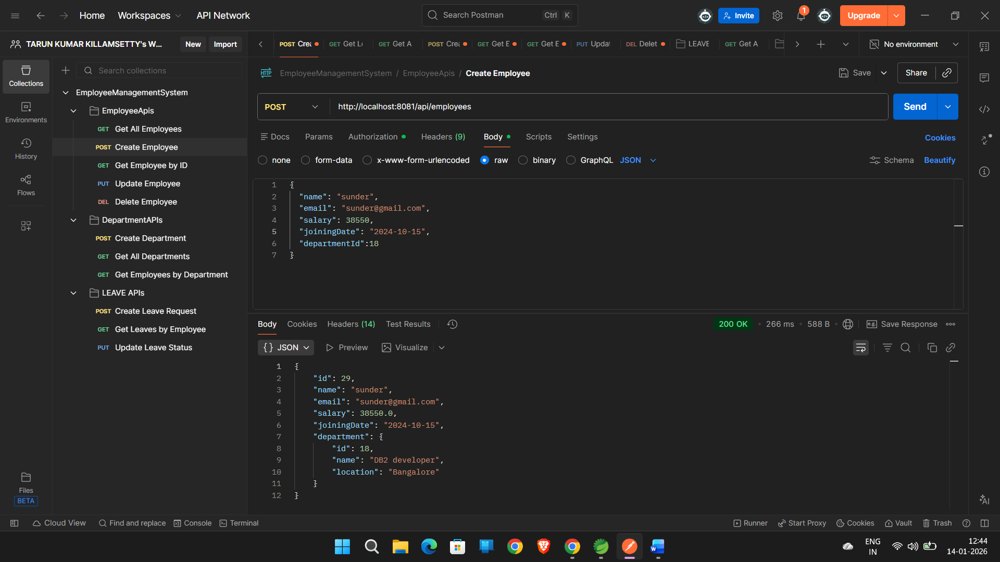 Home Workspaces API Network
Search Postman Ctrl K
Invite
1
Upgrade
TARUN KUMAR KILLAMSETTY's W...
New Import
POST Crea
GET Get Le
GET Get A
POST Crea
GET Get E
GET Get E
PUT Updat
DEL Delet
LEAVE
GET Get A
No environment
Collections
Environments
History
Flows
Files
BETA
Search collections
EmployeeManagementSystem
EmployeeApis
GET Get All Employees
POST Create Employee
GET Get Employee by ID
PUT Update Employee
DEL Delete Employee
DepartmentAPIs
POST Create Department
GET Get All Departments
GET Get Employees by Department
LEAVE APIs
POST Create Leave Request
GET Get Leaves by Employee
PUT Update Leave Status
HTTP EmployeeManagementSystem / EmployeeApis / Create Employee
Save Share
POST http://localhost:8081/api/employees
Send
Docs Params Authorization Headers (9) Body Scripts Settings Cookies
none form-data x-www-form-urlencoded raw binary GraphQL JSON Schema Beautify
1 {
2 "name": "sunder",
3 "email": "sunder@gmail.com",
4 "salary": 38550,
5 "joiningDate": "2024-10-15",
6 "departmentId":18
7 }
Body Cookies Headers (14) Test Results
200 OK • 266 ms • 588 B • e.g. Save Response
{} JSON Preview Visualize
1 {
2 "id": 29,
3 "name": "sunder",
4 "email": "sunder@gmail.com",
5 "salary": 38550.0,
6 "joiningDate": "2024-10-15",
7 "department": {
8 "id": 18,
9 "name": "DB2 developer",
10 "location": "Bangalore"
11 }
12 }
AI
Cloud View Find and replace Console Terminal
Runner Start Proxy Cookies Vault Trash
W
ENG
IN
12:44
14-01-2026